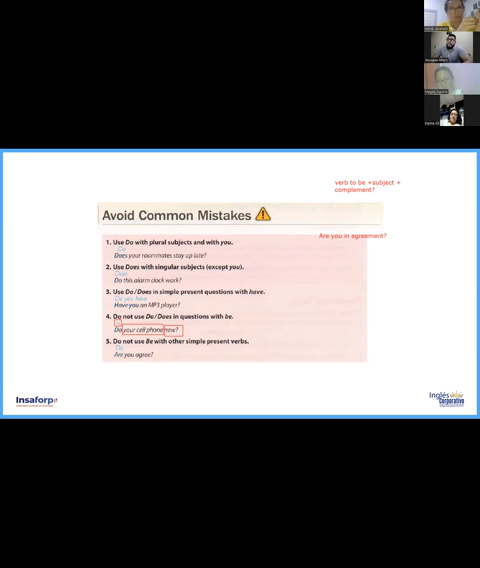 verb to be +subject +
complement?
Avoid Common Mistakes
Are you in agreement?
1. Use Do with plural subjects and with you.
Do
Does your roommates stay up late?
2. Use Does with singular subjects (except you).
Does
Do this alarm clock work?
3. Use Do/Does in simple present questions with have.
Do you have
Have you an MP3 player?
4. Do not use Do/Does in questions with be.
Do your cell phone new?
5. Do not use Be with other simple present verbs.
Do
Are you agree?
Insaforp
Inglés
Corporativo